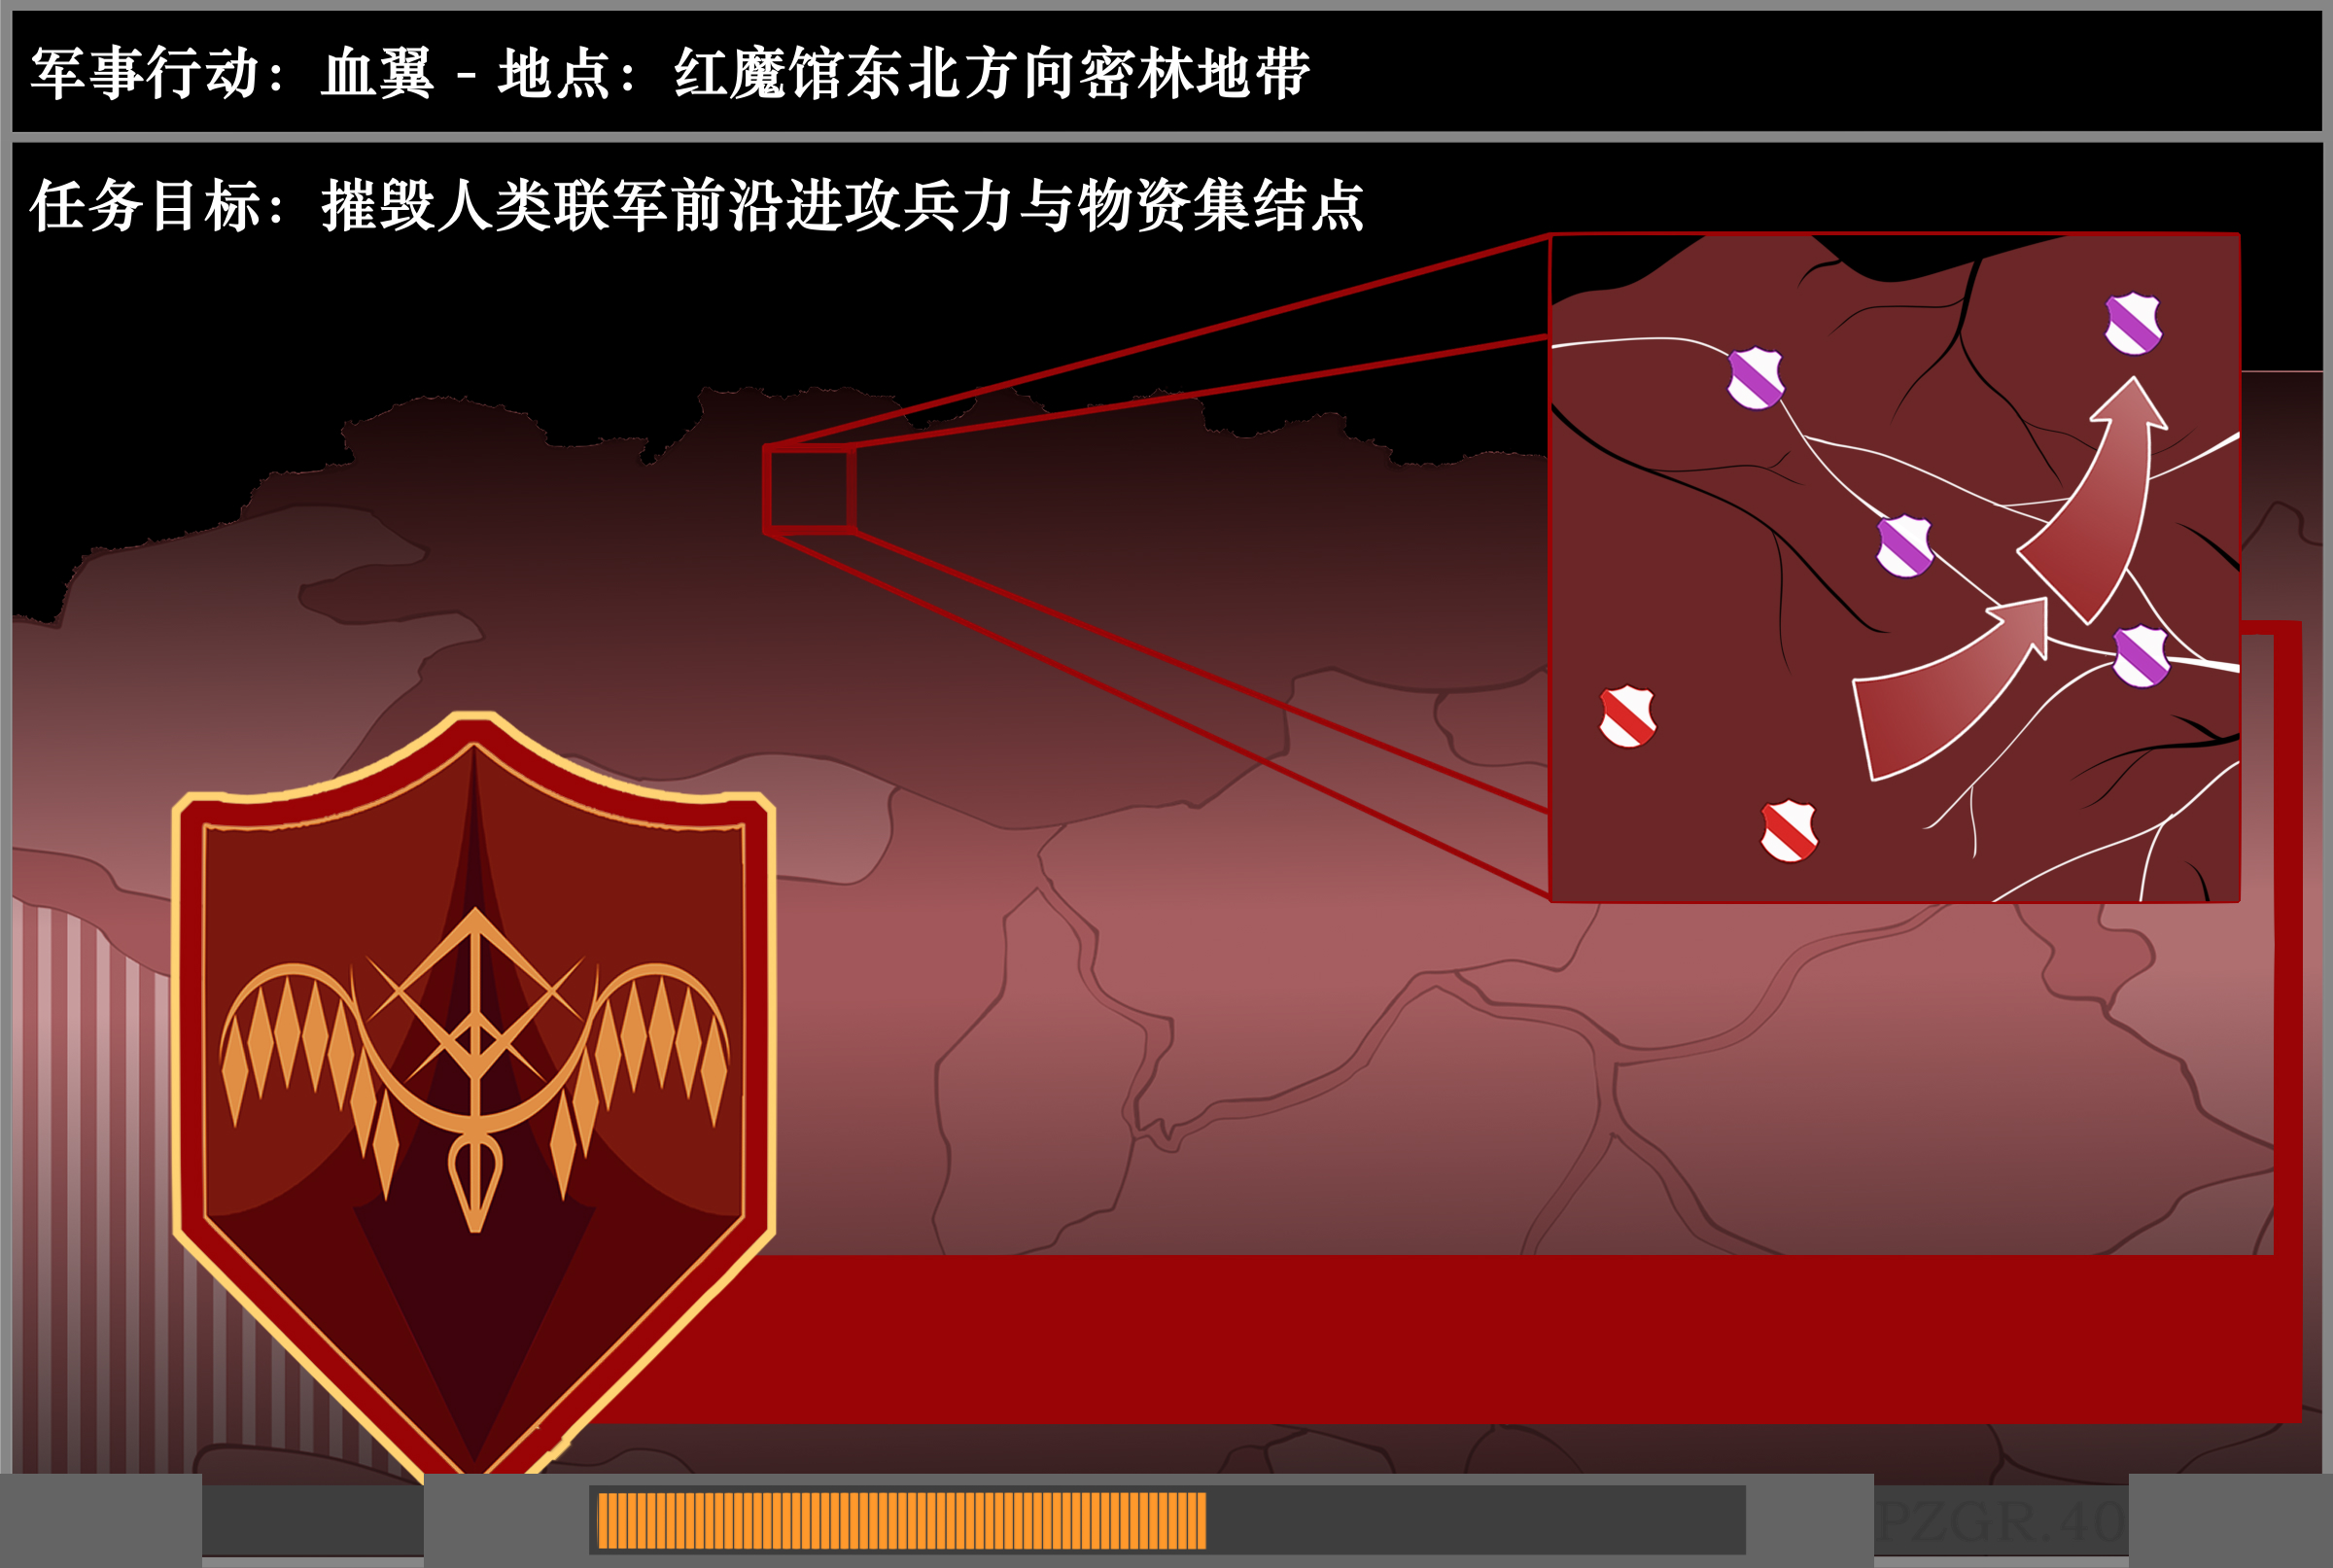 军事行动：血幕 - 地点：红魔馆东北方向密林地带
任务目标：摧毁人类联军前哨进攻兵力与物资集结点
PZGR.40